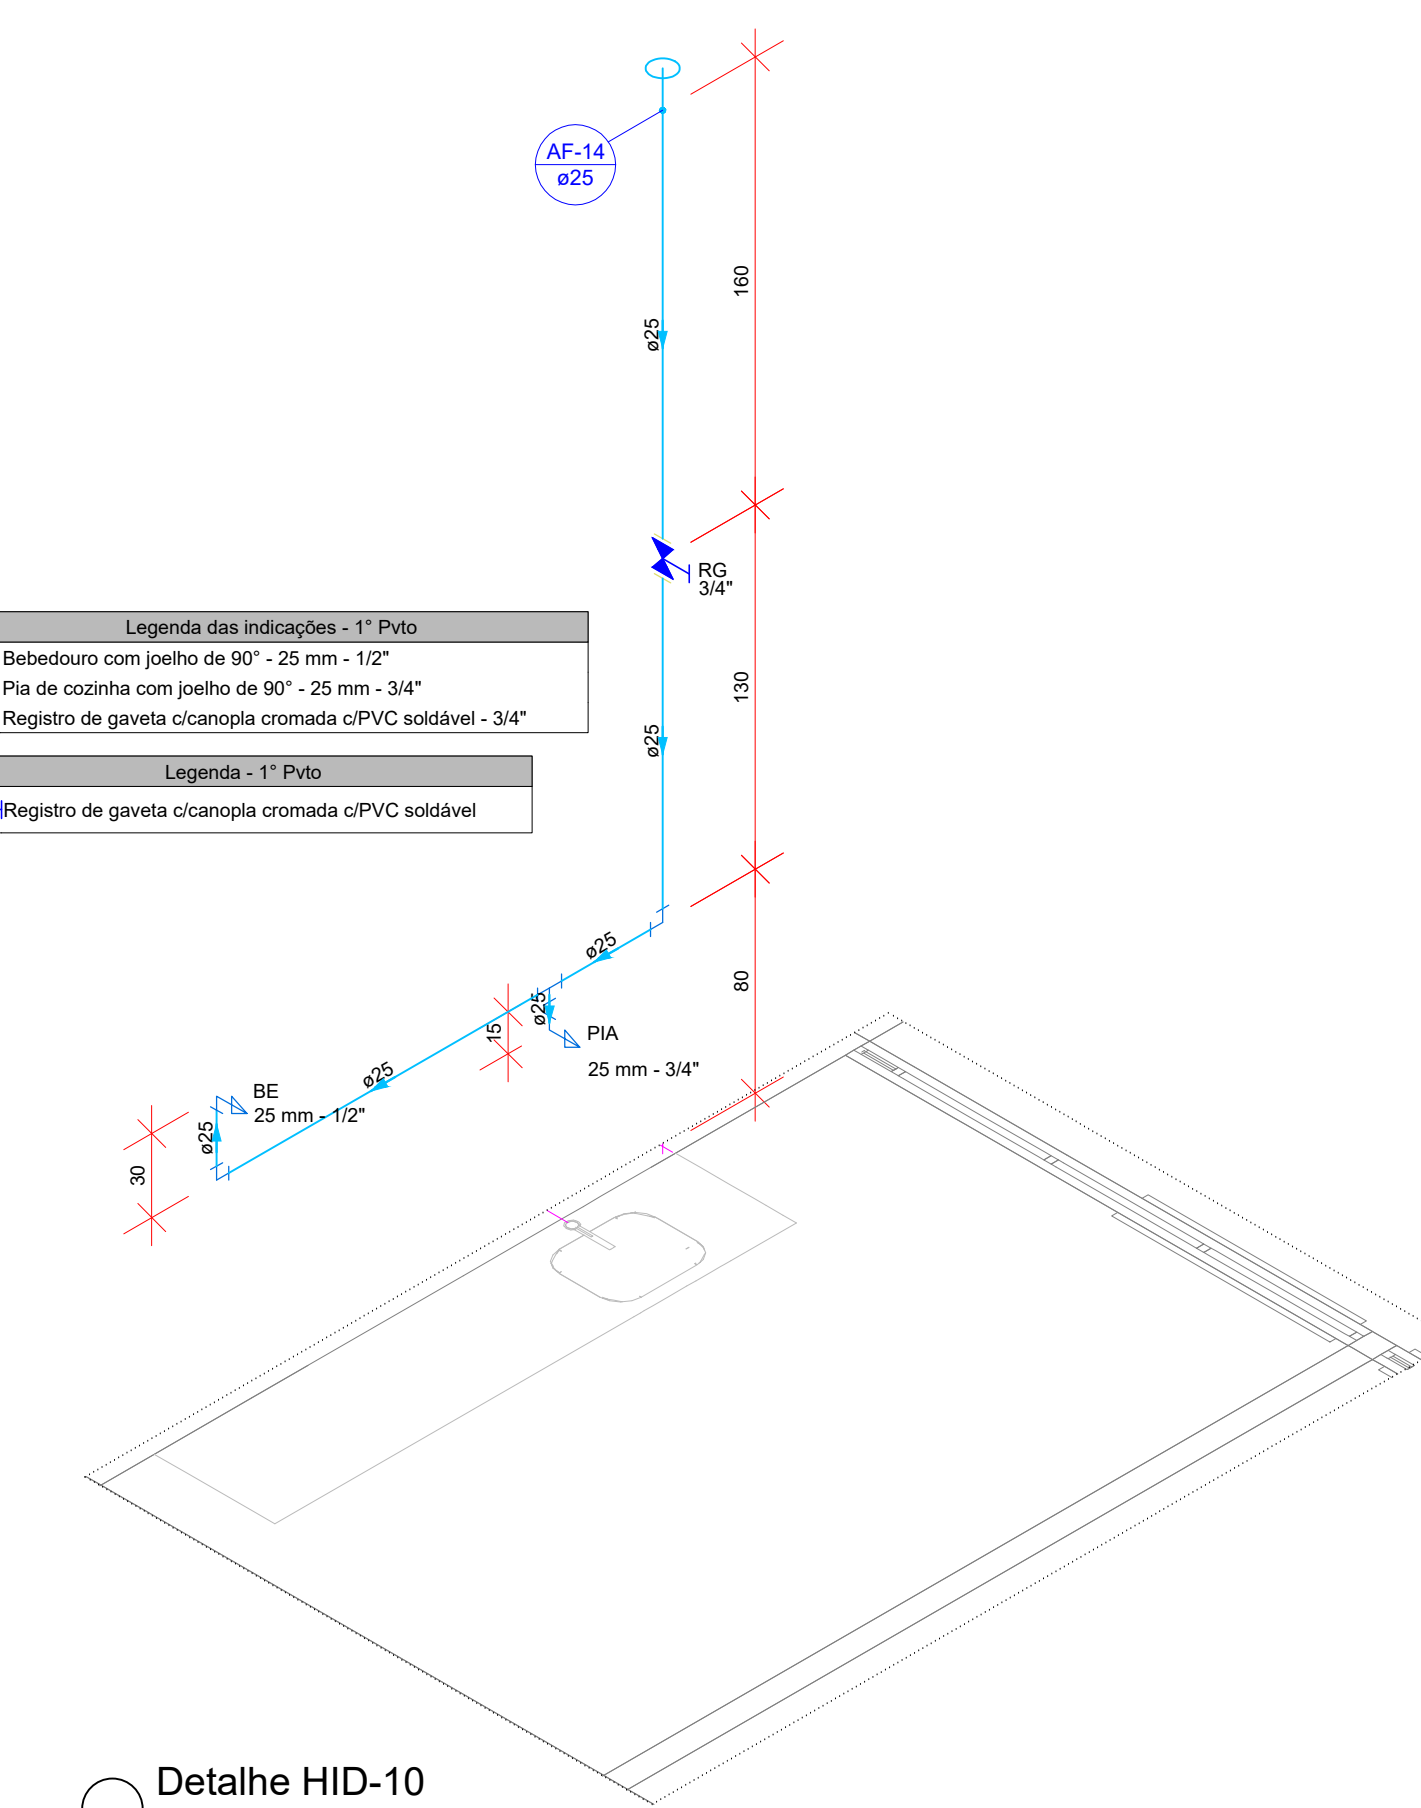 AF-14
ø25
160
ø25
RG
3/4"
Legenda das indicações - 1° Pvto
Bebedouro com joelho de 90° - 25 mm - 1/2"
Pia de cozinha com joelho de 90° - 25 mm - 3/4"
Registro de gaveta c/canopla cromada c/PVC soldável - 3/4"
130
ø25
Legenda - 1° Pvto
Registro de gaveta c/canopla cromada c/PVC soldável
ø25
80
ø25
15
PIA
25 mm - 3/4"
ø25
BE
25 mm - 1/2"
ø25
30
Detalhe HID-10